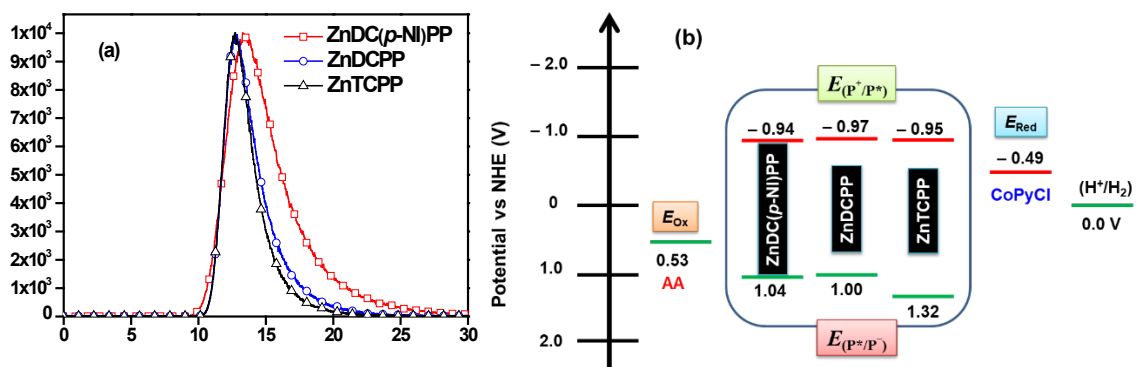 (a)
ZnDC(p-NI)PP
ZnDCPP
ZnTCPP
1x10⁴
9x10³
8x10³
7x10³
6x10³
5x10³
4x10³
3x10³
2x10³
1x10³
0
0 5 10 15 20 25 30
(b)
Potential vs NHE (V)
– 2.0
– 1.0
0
1.0
2.0
E(P⁺/P*)
– 0.94 – 0.97 – 0.95
ZnDC(p-NI)PP
ZnDCPP
ZnTCPP
1.04 1.00 1.32
E(P*/P⁻)
EOx
0.53
AA
ERed
– 0.49
CoPyCl
(H⁺/H₂)
0.0 V